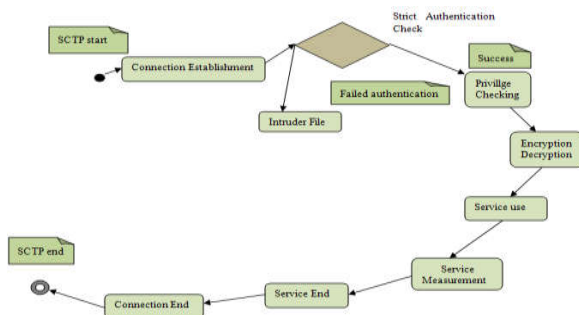 Strict Authentication
Check
SCTP start
Success
Connection Establishment
Privillge
Checking
Failed authentication
Intruder File
Encryption
Decryption
Service use
SCTP end
Service
Measurement
Service End
Connection End